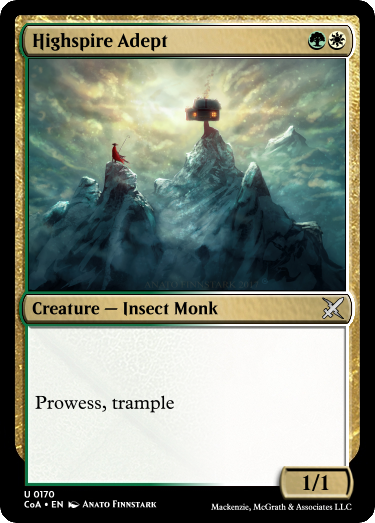 Highspire Adept
Creature — Insect Monk
Prowess, trample
1/1
U 0170
CoA • EN ANATO FINNSTARK
Mackenzie, McGrath & Associates LLC